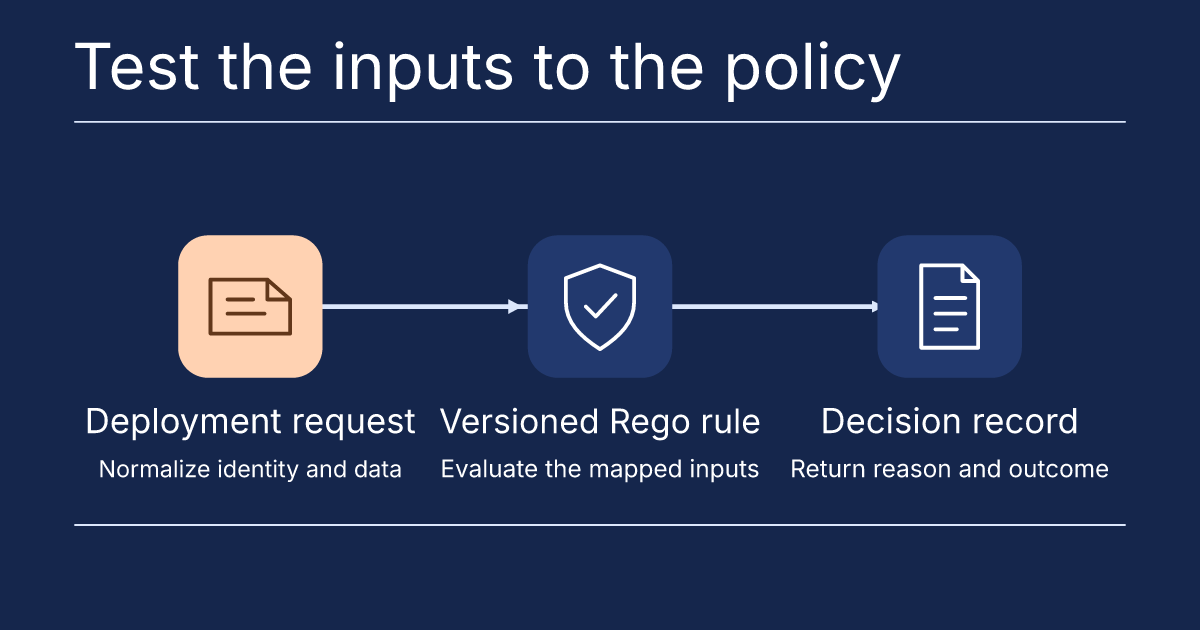 Test the inputs to the policy
Deployment request
Normalize identity and data
Versioned Rego rule
Evaluate the mapped inputs
Decision record
Return reason and outcome